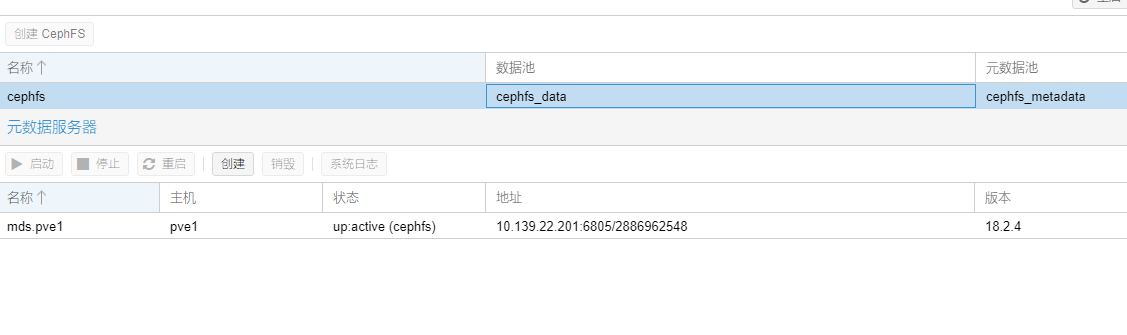 创建 CephFS
名称↑ 数据池 元数据池
cephfs cephfs_data cephfs_metadata
元数据服务器
启动 停止 重启 创建 销毁 系统日志
名称↑ 主机 状态 地址 版本
mds.pve1 pve1 up:active (cephfs) 10.139.22.201:6805/2886962548 18.2.4